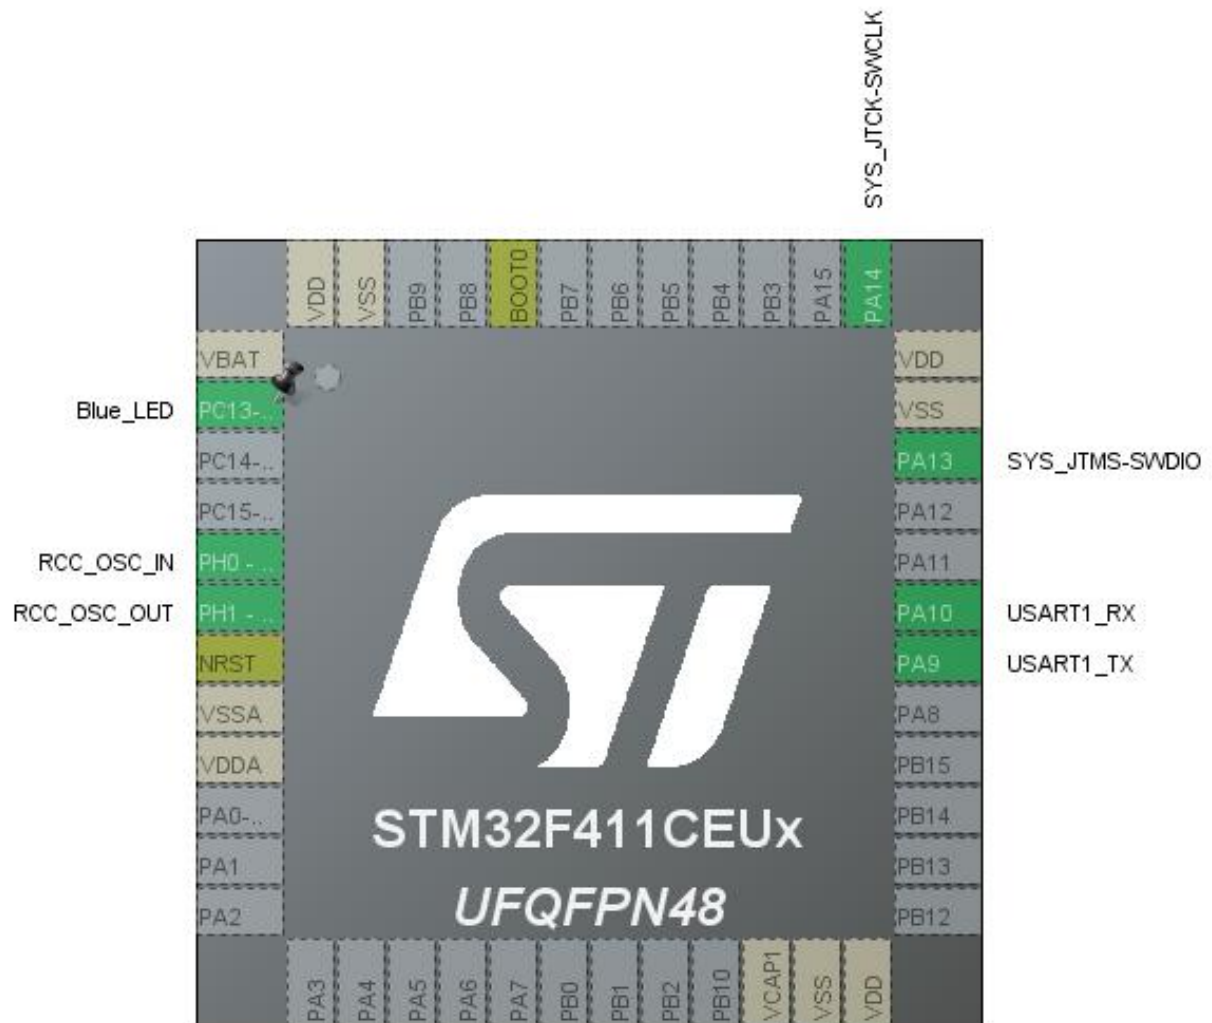 SYS_JTCK-SWCLK
VDD VSS PB9 PB8 BOOT0 PB7 PB6 PB5 PB4 PB3 PA15 PA14
VBAT VDD
Blue_LED PC13-.. VSS
PC14-.. PA13 SYS_JTMS-SWDIO
PC15-.. PA12
RCC_OSC_IN PH0 - .. PA11
RCC_OSC_OUT PH1 - .. PA10 USART1_RX
NRST PA9 USART1_TX
VSSA PA8
VDDA PB15
PA0-.. PB14
STM32F411CEUx
PA1 PB13
PA2 PB12
UFQFPN48
PA3 PA4 PA5 PA6 PA7 PB0 PB1 PB2 PB10 VCAP1 VSS VDD